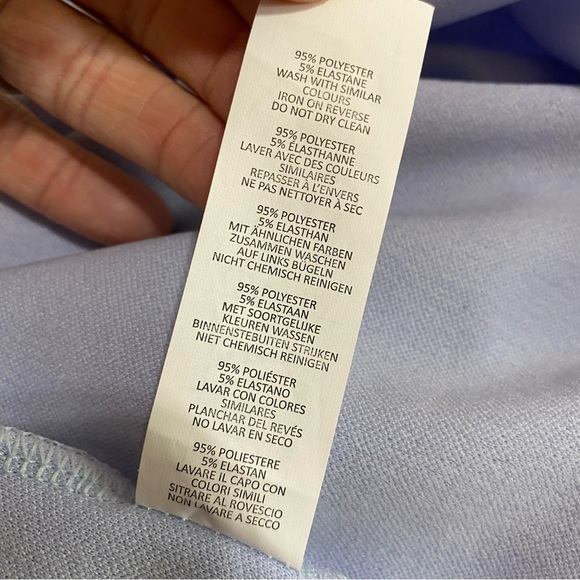 95% POLYESTER
5% ELASTANE
WASH WITH SIMILAR
COLOURS
IRON ON REVERSE
DO NOT DRY CLEAN
95% POLYESTER
5% ÉLASTHANNE
LAVER AVEC DES COULEURS
SIMILAIRES
REPASSER À L'ENVERS
NE PAS NETTOYER À SEC
95% POLYESTER
5% ELASTHAN
MIT ÄHNLICHEN FARBEN
ZUSAMMEN WASCHEN
AUF LINKS BÜGELN
NICHT CHEMISCH REINIGEN
95% POLYESTER
5% ELASTAAN
MET SOORTGELIJKE
KLEUREN WASSEN
BINNENSTEBUITEN STRIJKEN
NIET CHEMISCH REINIGEN
95% POLIÉSTER
5% ELASTANO
LAVAR CON COLORES
SIMILARES
PLANCHAR DEL REVÉS
NO LAVAR EN SECO
95% POLIESTERE
5% ELASTAN
LAVARE IL CAPO CON
COLORI SIMILI
SITRARE AL ROVESCIO
NON LAVARE A SECCO